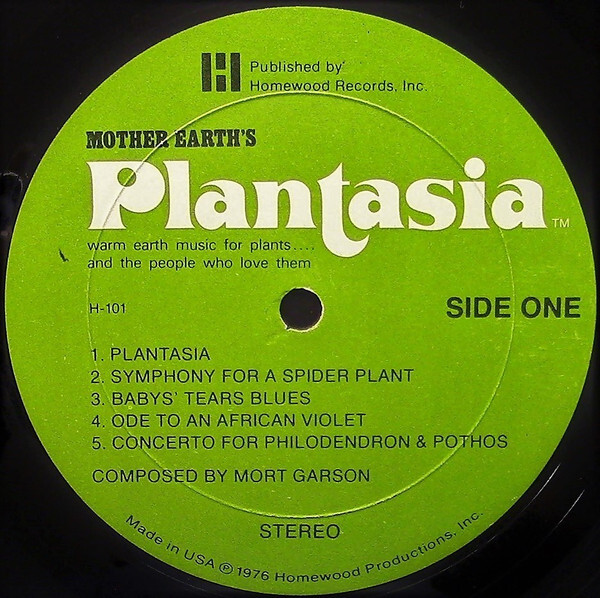 H Published by
Homewood Records, Inc.
MOTHER EARTH'S
Plantasia ™
warm earth music for plants....
and the people who love them
H-101
SIDE ONE
1. PLANTASIA
2. SYMPHONY FOR A SPIDER PLANT
3. BABYS' TEARS BLUES
4. ODE TO AN AFRICAN VIOLET
5. CONCERTO FOR PHILODENDRON & POTHOS
COMPOSED BY MORT GARSON
STEREO
Made in USA ℗ 1976 Homewood Productions, Inc.